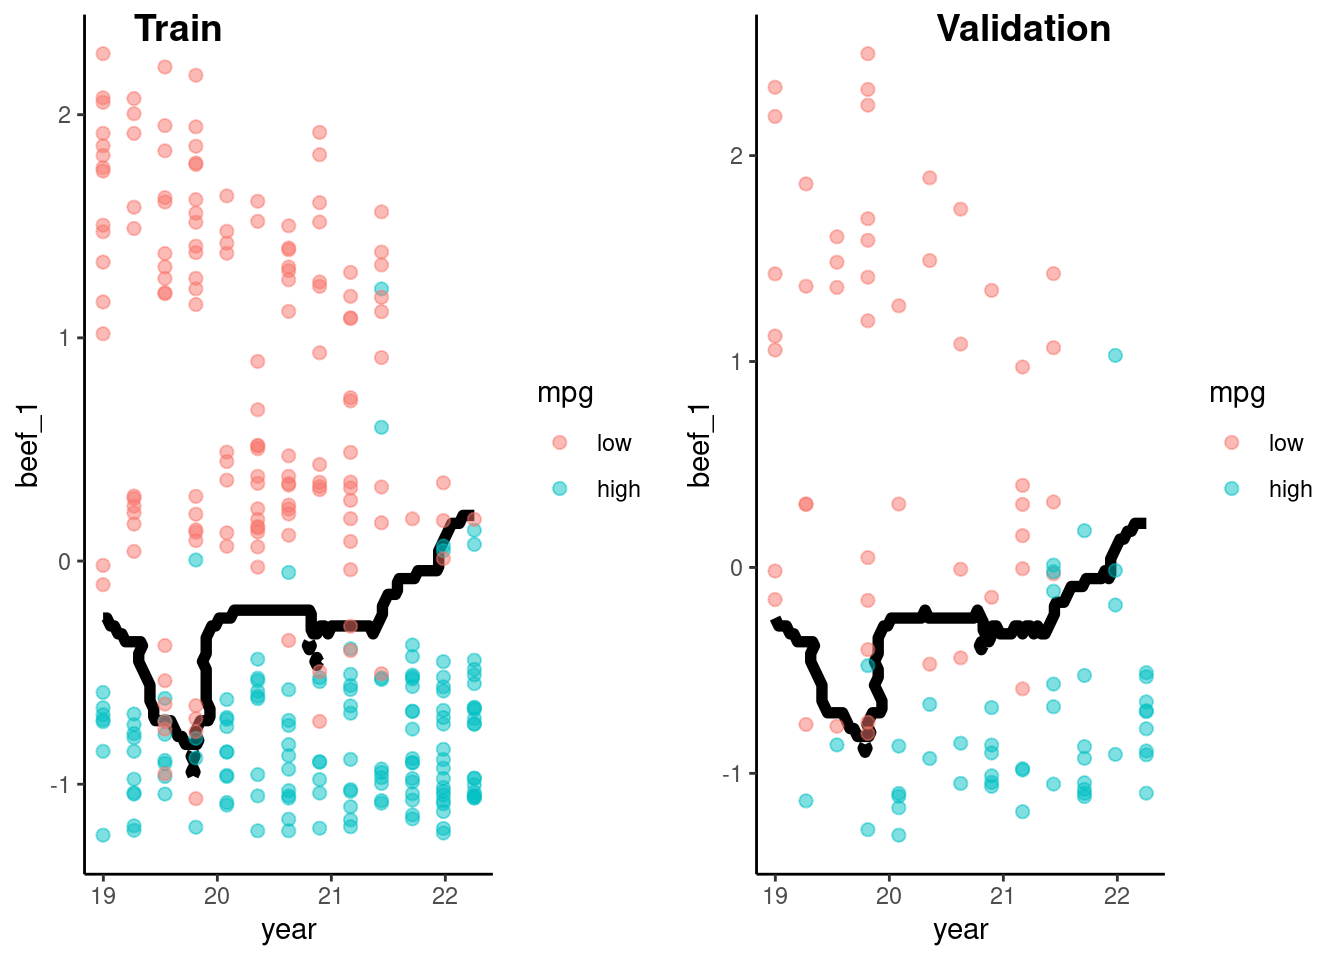 Train
beef_1
2
1
0
-1
19 20 21 22
year
mpg
low
high
Validation
beef_1
2
1
0
-1
19 20 21 22
year
mpg
low
high